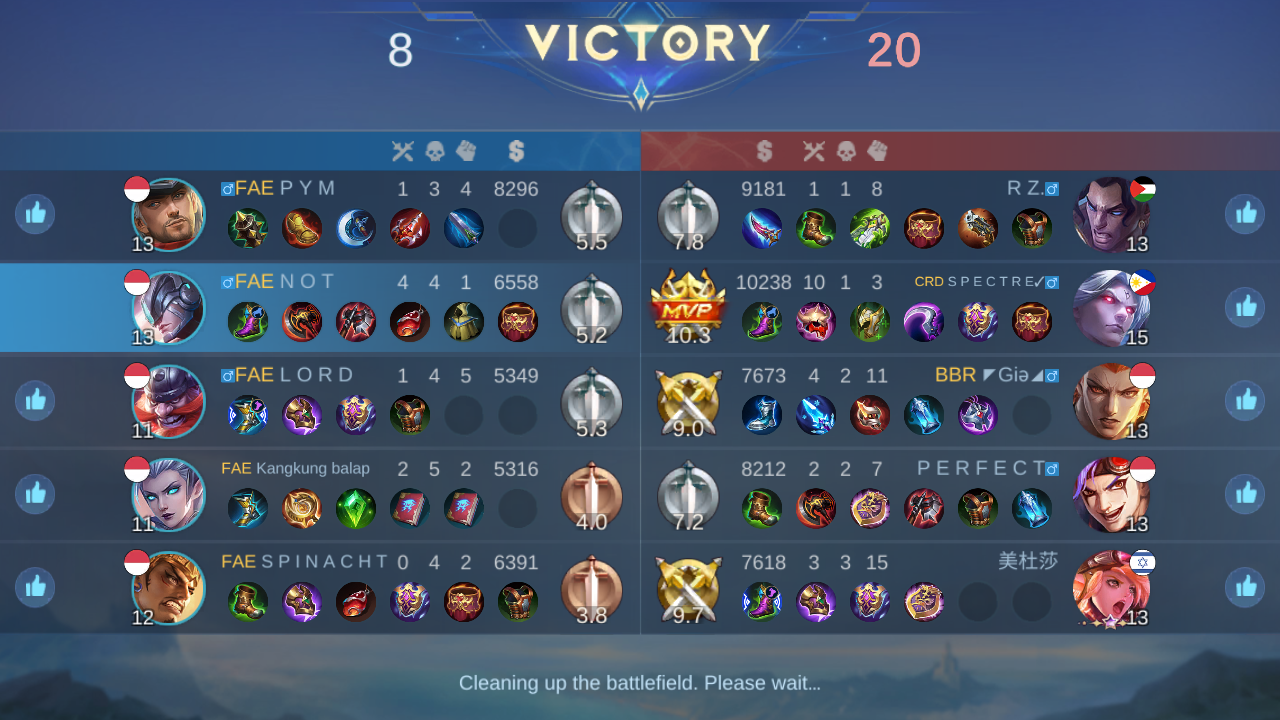 8 VICTORY 20
FAE P Y M 1 3 4 8296 13 5.5
9181 1 1 8 R Z. 7.8 13
FAE N O T 4 4 1 6558 13 5.2
10238 10 1 3 CRD S P E C T R E MVP 10.3 15
FAE L O R D 1 4 5 5349 11 5.3
7673 4 2 11 BBR ◤Giə◢ 9.0 13
FAE Kangkung balap 2 5 2 5316 11 4.0
8212 2 2 7 P E R F E C T 7.2 13
FAE S P I N A C H T 0 4 2 6391 12 3.8
7618 3 3 15 美杜莎 9.7 13
Cleaning up the battlefield. Please wait...